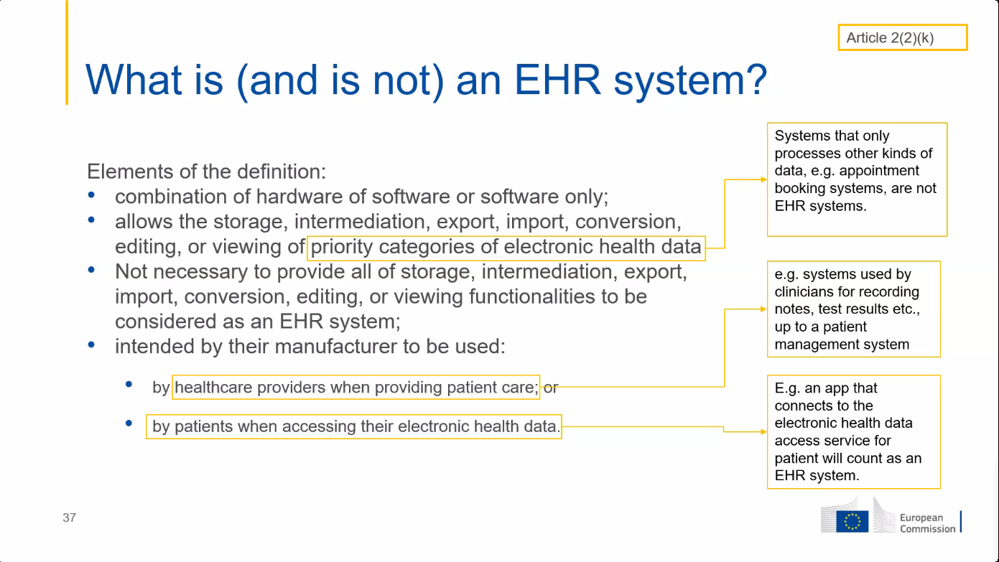 Article 2(2)(k)
What is (and is not) an EHR system?
Elements of the definition:
• combination of hardware of software or software only;
• allows the storage, intermediation, export, import, conversion,
editing, or viewing of priority categories of electronic health data
• Not necessary to provide all of storage, intermediation, export,
import, conversion, editing, or viewing functionalities to be
considered as an EHR system;
• intended by their manufacturer to be used:
• by healthcare providers when providing patient care; or
• by patients when accessing their electronic health data.
Systems that only
processes other kinds of
data, e.g. appointment
booking systems, are not
EHR systems.
e.g. systems used by
clinicians for recording
notes, test results etc.,
up to a patient
management system
E.g. an app that
connects to the
electronic health data
access service for
patient will count as an
EHR system.
37
European
Commission